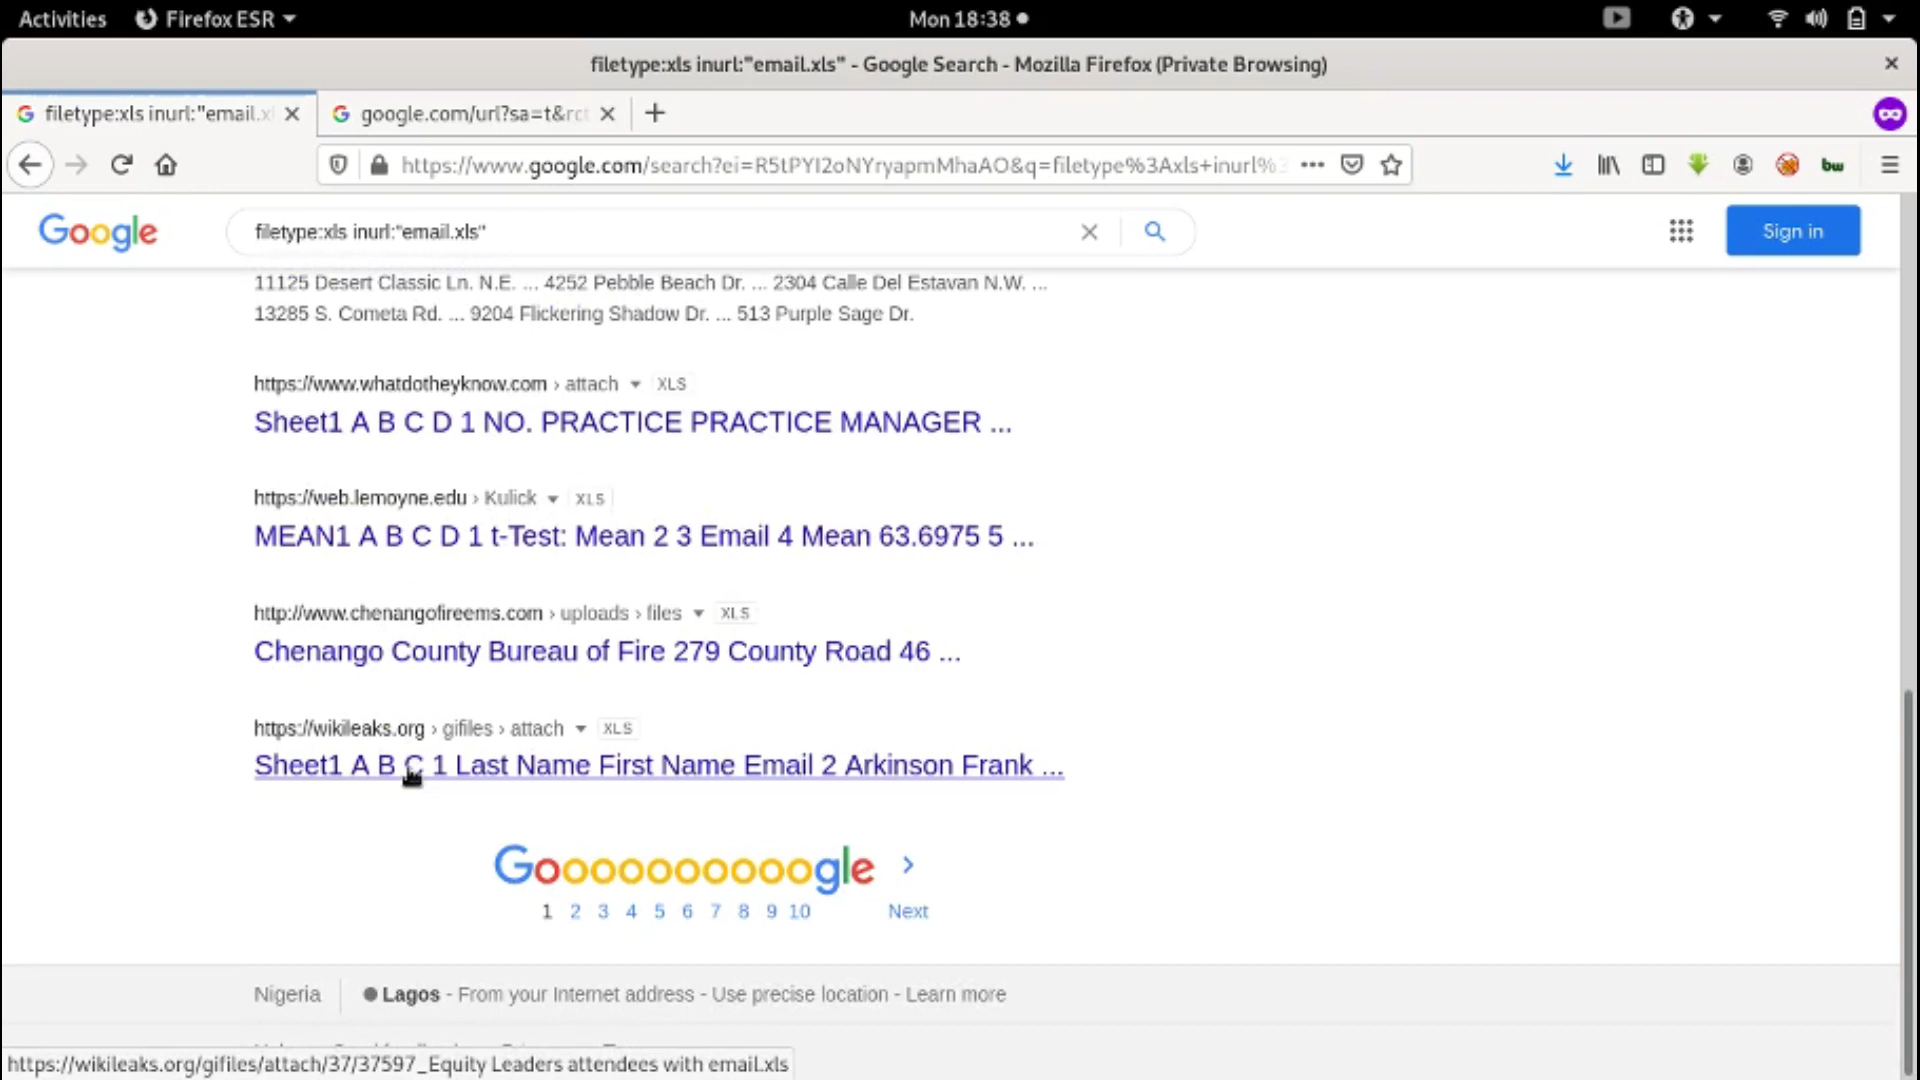 Activities Firefox ESR Mon 18:38
filetype:xls inurl:"email.xls" - Google Search - Mozilla Firefox (Private Browsing)
filetype:xls inurl:"email.x google.com/url?sa=t&rct
https://www.google.com/search?ei=R5tPYI2oNYryapmMhaAO&q=filetype%3Axls+inurl%3 bw
Google filetype:xls inurl:"email.xls" Sign in
11125 Desert Classic Ln. N.E. ... 4252 Pebble Beach Dr. ... 2304 Calle Del Estavan N.W. ...
13285 S. Cometa Rd. ... 9204 Flickering Shadow Dr. ... 513 Purple Sage Dr.
https://www.whatdotheyknow.com › attach XLS
Sheet1 A B C D 1 NO. PRACTICE PRACTICE MANAGER ...
https://web.lemoyne.edu › Kulick XLS
MEAN1 A B C D 1 t-Test: Mean 2 3 Email 4 Mean 63.6975 5 ...
http://www.chenangofireems.com › uploads › files XLS
Chenango County Bureau of Fire 279 County Road 46 ...
https://wikileaks.org › gifiles › attach XLS
Sheet1 A B C 1 Last Name First Name Email 2 Arkinson Frank ...
Goooooooooogle >
1 2 3 4 5 6 7 8 9 10 Next
Nigeria Lagos - From your Internet address - Use precise location - Learn more
https://wikileaks.org/gifiles/attach/37/37597_Equity Leaders attendees with email.xls